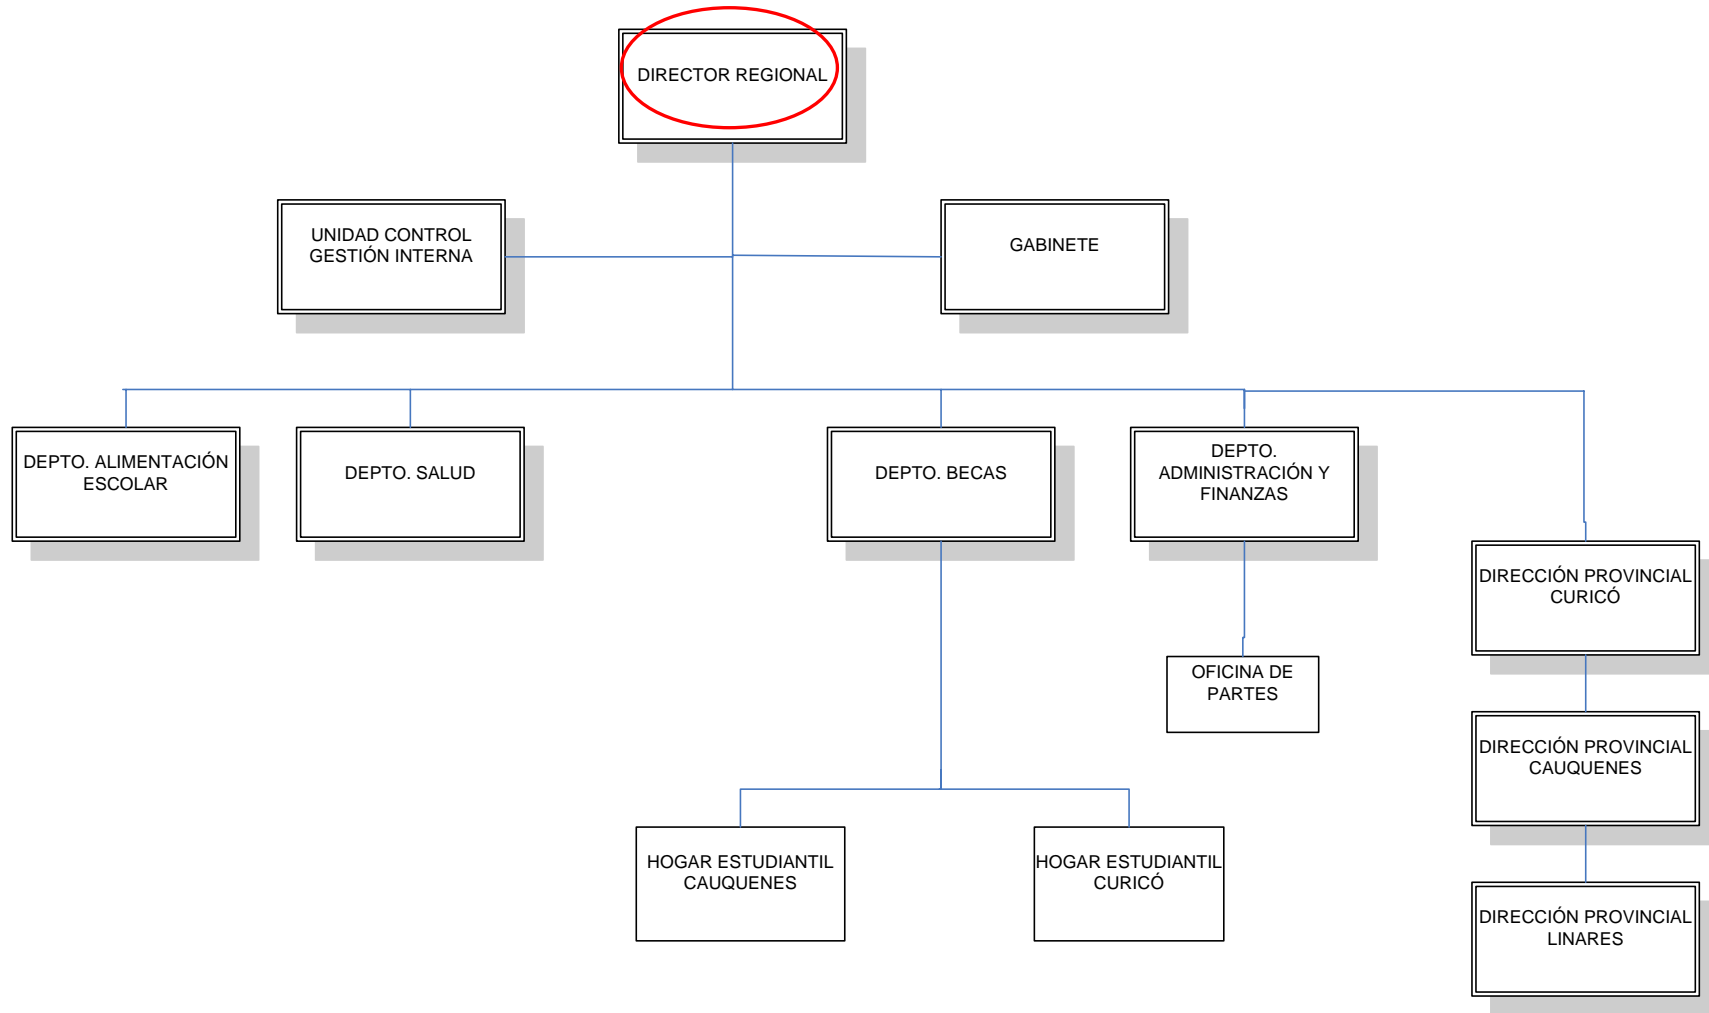 DIRECTOR REGIONAL
UNIDAD CONTROL
GESTIÓN INTERNA
GABINETE
DEPTO. ALIMENTACIÓN
ESCOLAR
DEPTO. SALUD
DEPTO. BECAS
DEPTO.
ADMINISTRACIÓN Y
FINANZAS
DIRECCIÓN PROVINCIAL
CURICÓ
OFICINA DE
PARTES
DIRECCIÓN PROVINCIAL
CAUQUENES
HOGAR ESTUDIANTIL
CAUQUENES
HOGAR ESTUDIANTIL
CURICÓ
DIRECCIÓN PROVINCIAL
LINARES